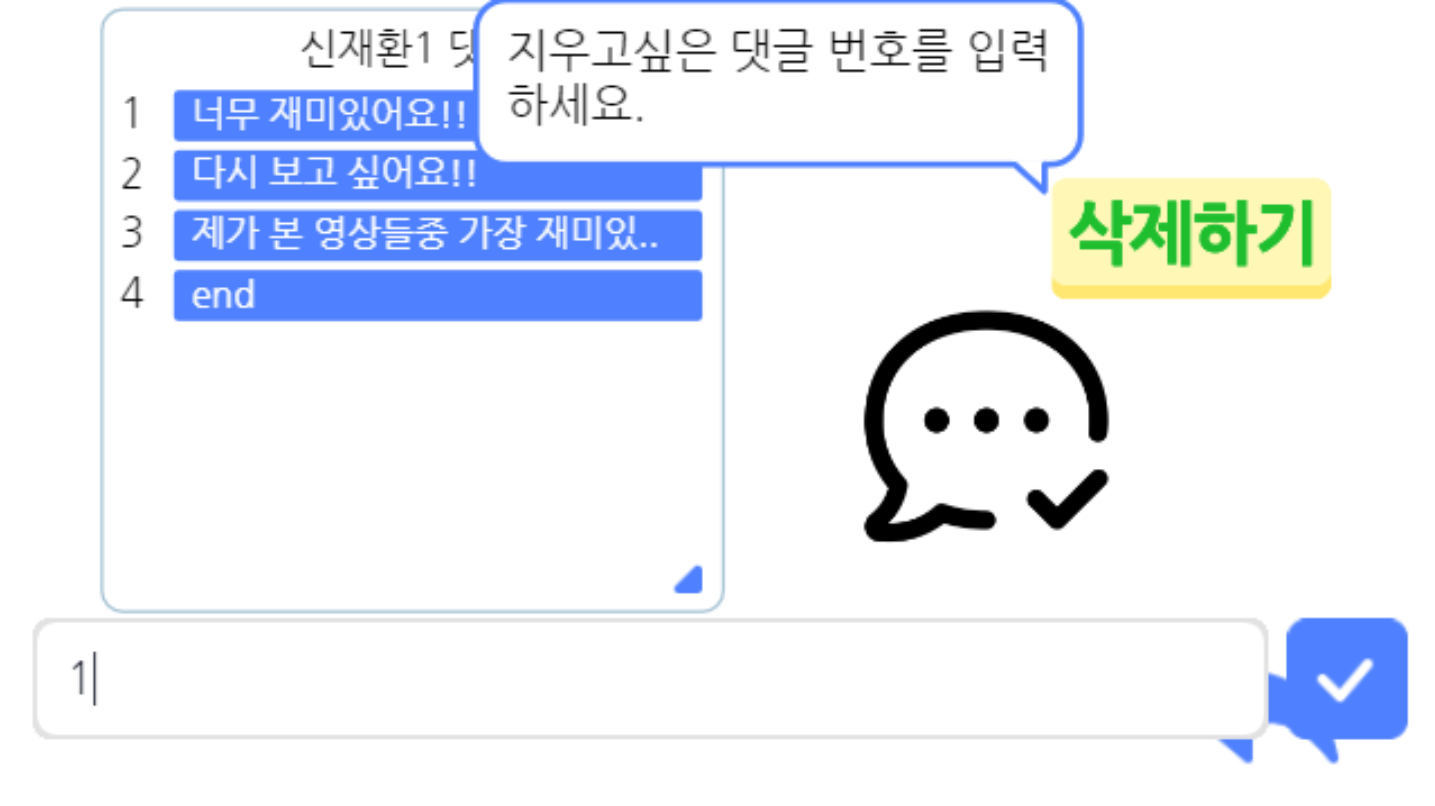 신재환1
지우고싶은 댓글 번호를 입력
하세요.
1 너무 재미있어요!!
2 다시 보고 싶어요!!
3 제가 본 영상들중 가장 재미있..
4 end
삭제하기
1